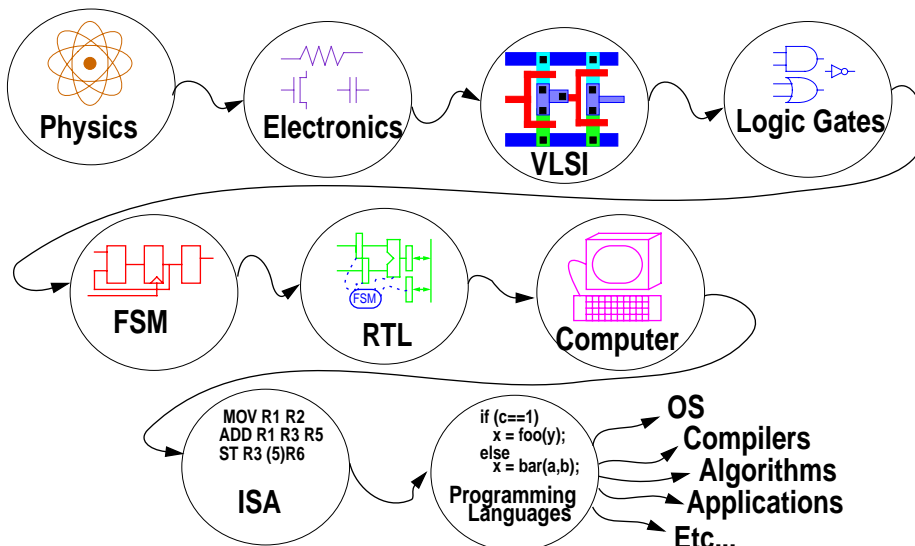 Physics
Electronics
VLSI
Logic Gates
FSM
FSM
RTL
Computer
MOV R1 R2
ADD R1 R3 R5
ST R3 (5)R6
ISA
if (c==1)
x = foo(y);
else
x = bar(a,b);
Programming
Languages
OS
Compilers
Algorithms
Applications
Etc...